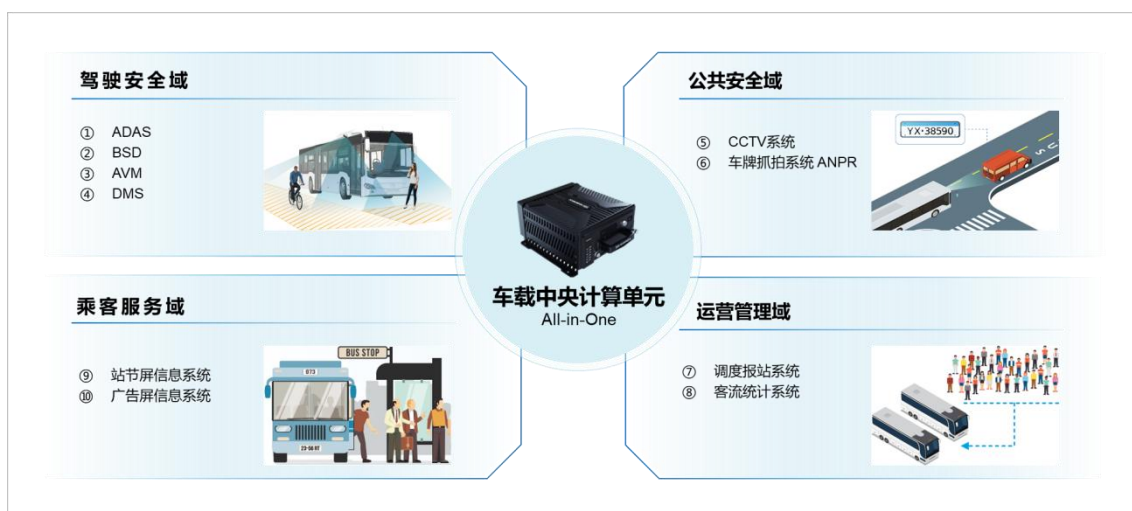 驾驶安全域
① ADAS
② BSD
③ AVM
④ DMS
公共安全域
⑤ CCTV系统
⑥ 车牌抓拍系统 ANPR
YX·38590
车载中央计算单元
All-in-One
乘客服务域
⑨ 站节屏信息系统
⑩ 广告屏信息系统
BUS STOP
073
23-68 07
运营管理域
⑦ 调度报站系统
⑧ 客流统计系统